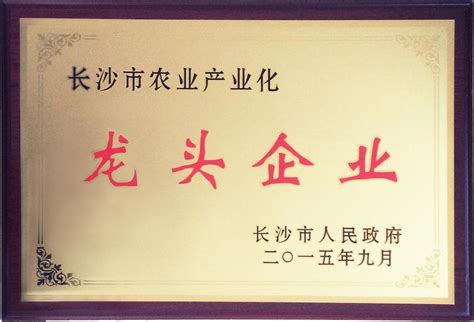 长沙市农业产业化
龙头企业
长沙市人民政府
二〇一五年九月